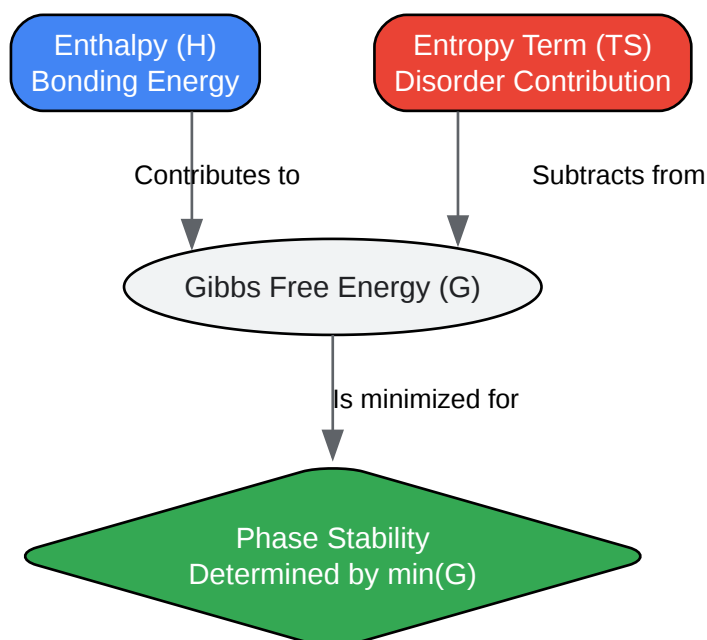 Enthalpy (H)
Bonding Energy
Entropy Term (TS)
Disorder Contribution
Contributes to
Subtracts from
Gibbs Free Energy (G)
Is minimized for
Phase Stability
Determined by min(G)